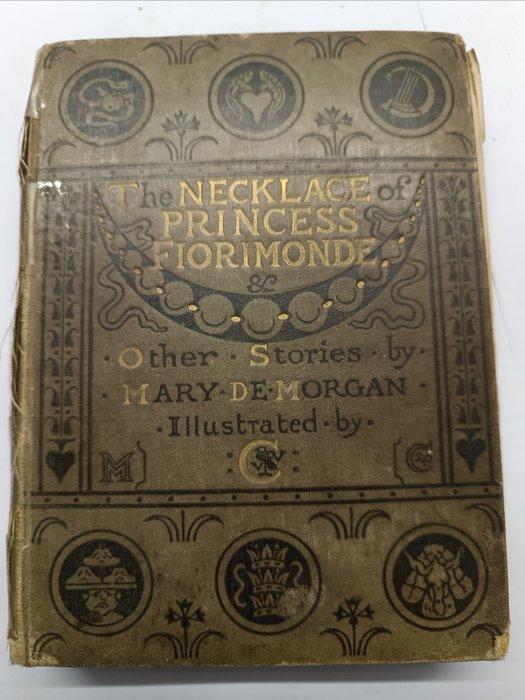 The NECKLACE of
PRINCESS
FIORIMONDE
&
Other · Stories · by
· MARY · DE · MORGAN ·
· Illustrated · by ·
M